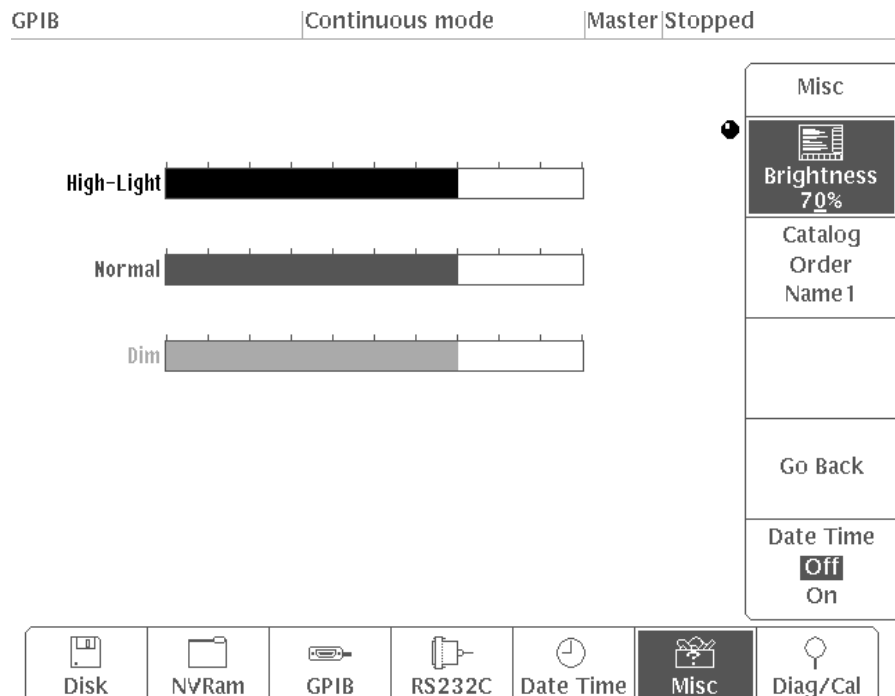 GPIB Continuous mode Master Stopped
Misc
Brightness
70%
High-Light
Catalog
Order
Name1
Normal
Dim
Go Back
Date Time
Off
On
Disk NVRam GPIB RS232C Date Time Misc Diag/Cal